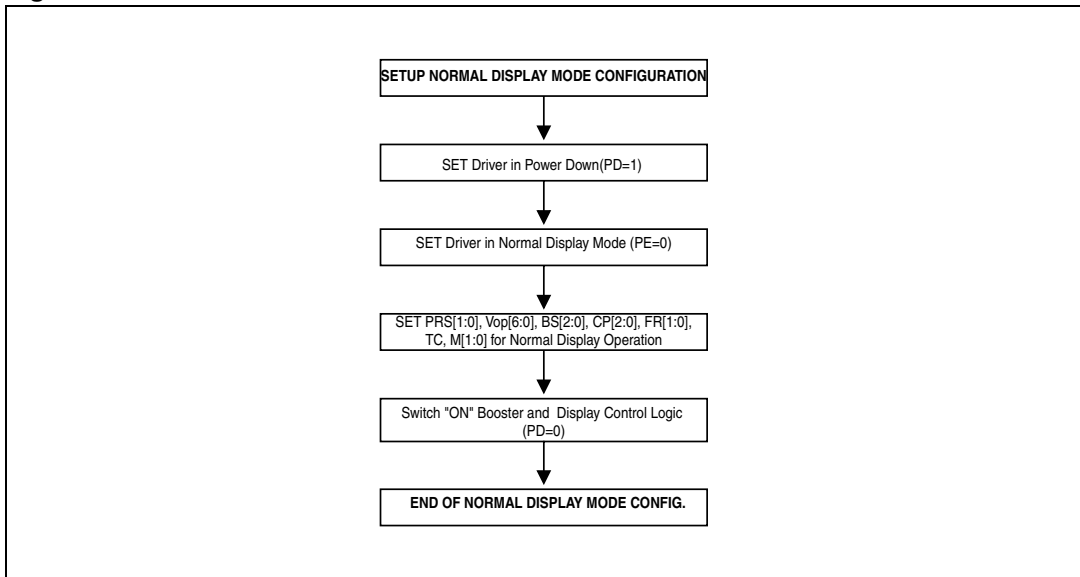 SETUP NORMAL DISPLAY MODE CONFIGURATION
SET Driver in Power Down(PD=1)
SET Driver in Normal Display Mode (PE=0)
SET PRS[1:0], Vop[6:0], BS[2:0], CP[2:0], FR[1:0],
TC, M[1:0] for Normal Display Operation
Switch "ON" Booster and Display Control Logic
(PD=0)
END OF NORMAL DISPLAY MODE CONFIG.